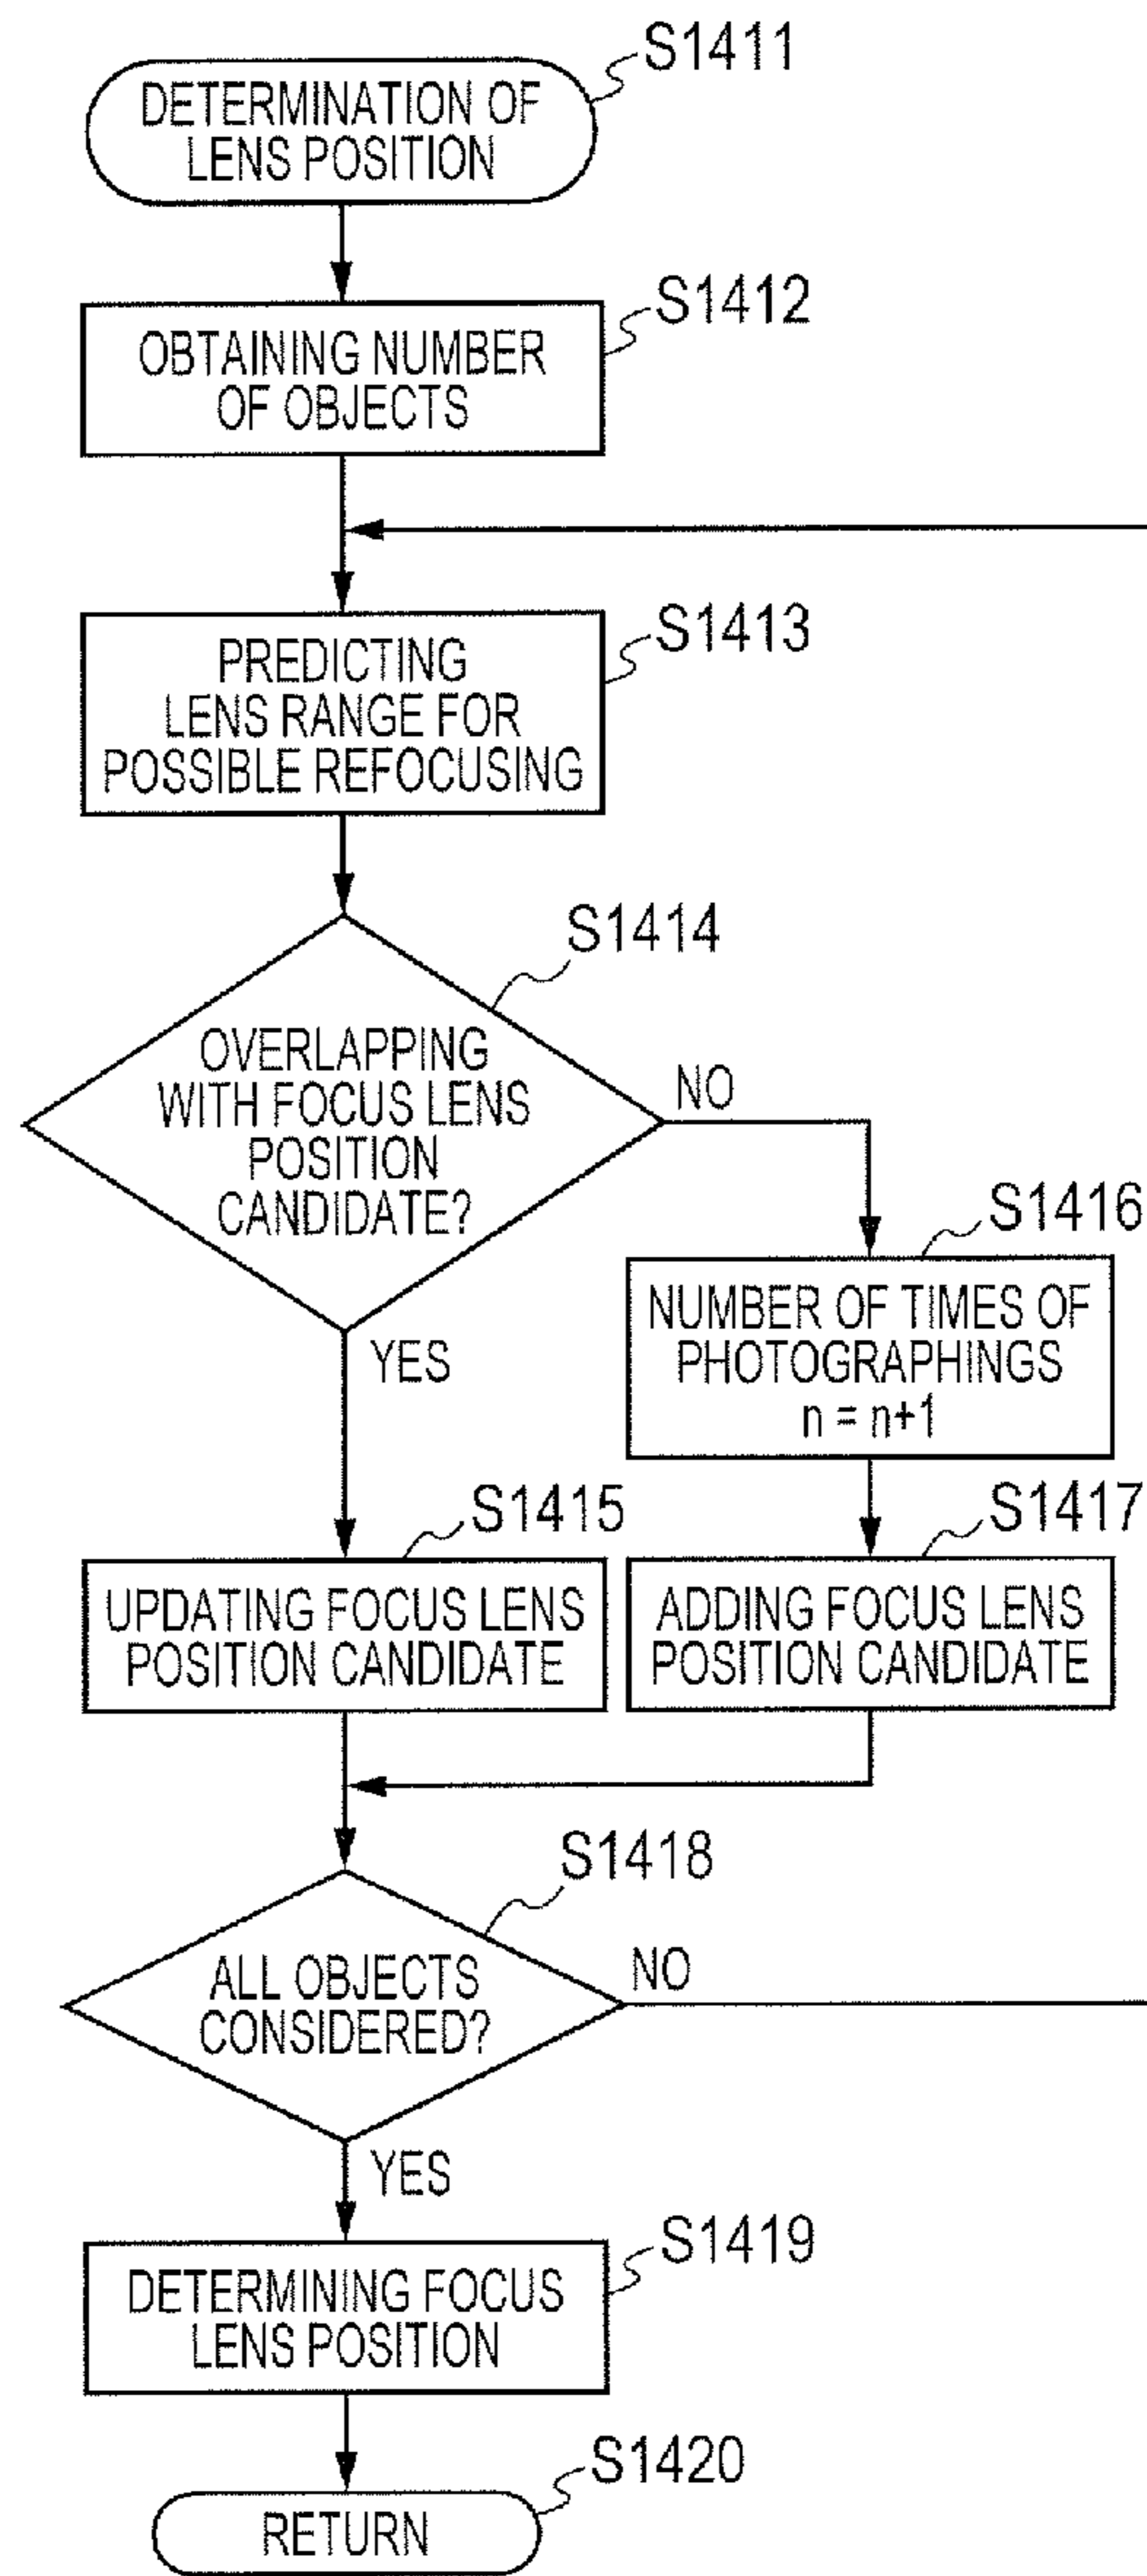 S1411
DETERMINATION OF
LENS POSITION
S1412
OBTAINING NUMBER
OF OBJECTS
S1413
PREDICTING
LENS RANGE FOR
POSSIBLE REFOCUSING
S1414
OVERLAPPING
WITH FOCUS LENS
POSITION
CANDIDATE?
NO
YES
S1416
NUMBER OF TIMES OF
PHOTOGRAPHINGS
n = n+1
S1415
UPDATING FOCUS LENS
POSITION CANDIDATE
S1417
ADDING FOCUS LENS
POSITION CANDIDATE
S1418
ALL OBJECTS
CONSIDERED?
NO
YES
S1419
DETERMINING FOCUS
LENS POSITION
S1420
RETURN